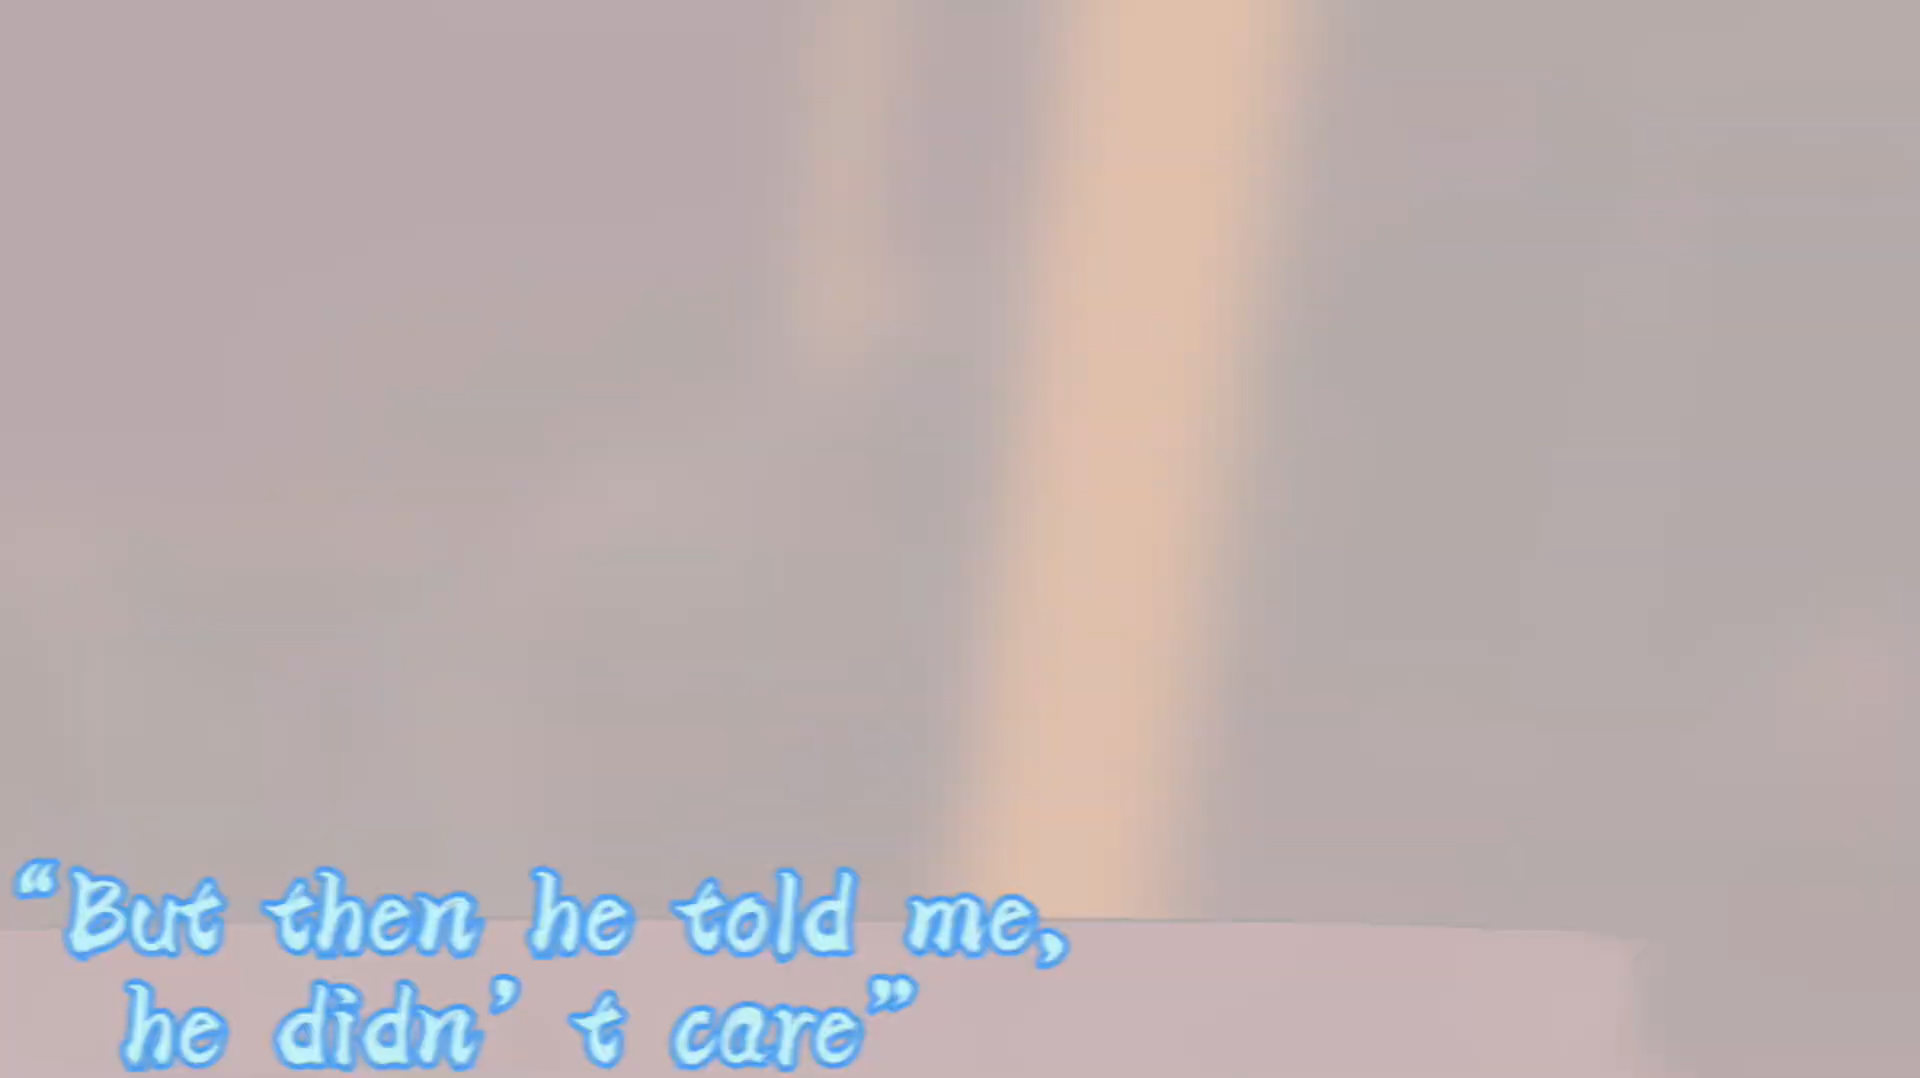 “But then he told me,
he didn’ t care”